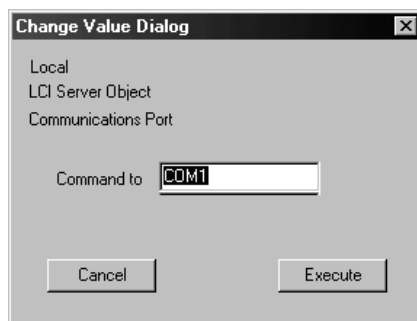 Change Value Dialog
Local
LCI Server Object
Communications Port
Command to COM1
Cancel Execute